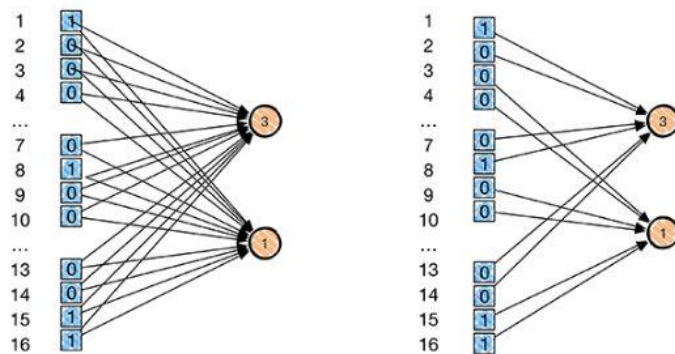 1 1 1 1
2 0 2 0
3 0 3 0
4 0 3 4 0 3
... ...
7 0 7 0
8 1 8 1
9 0 9 0
10 0 1 10 0 1
... ...
13 0 13 0
14 0 14 0
15 1 15 1
16 1 16 1